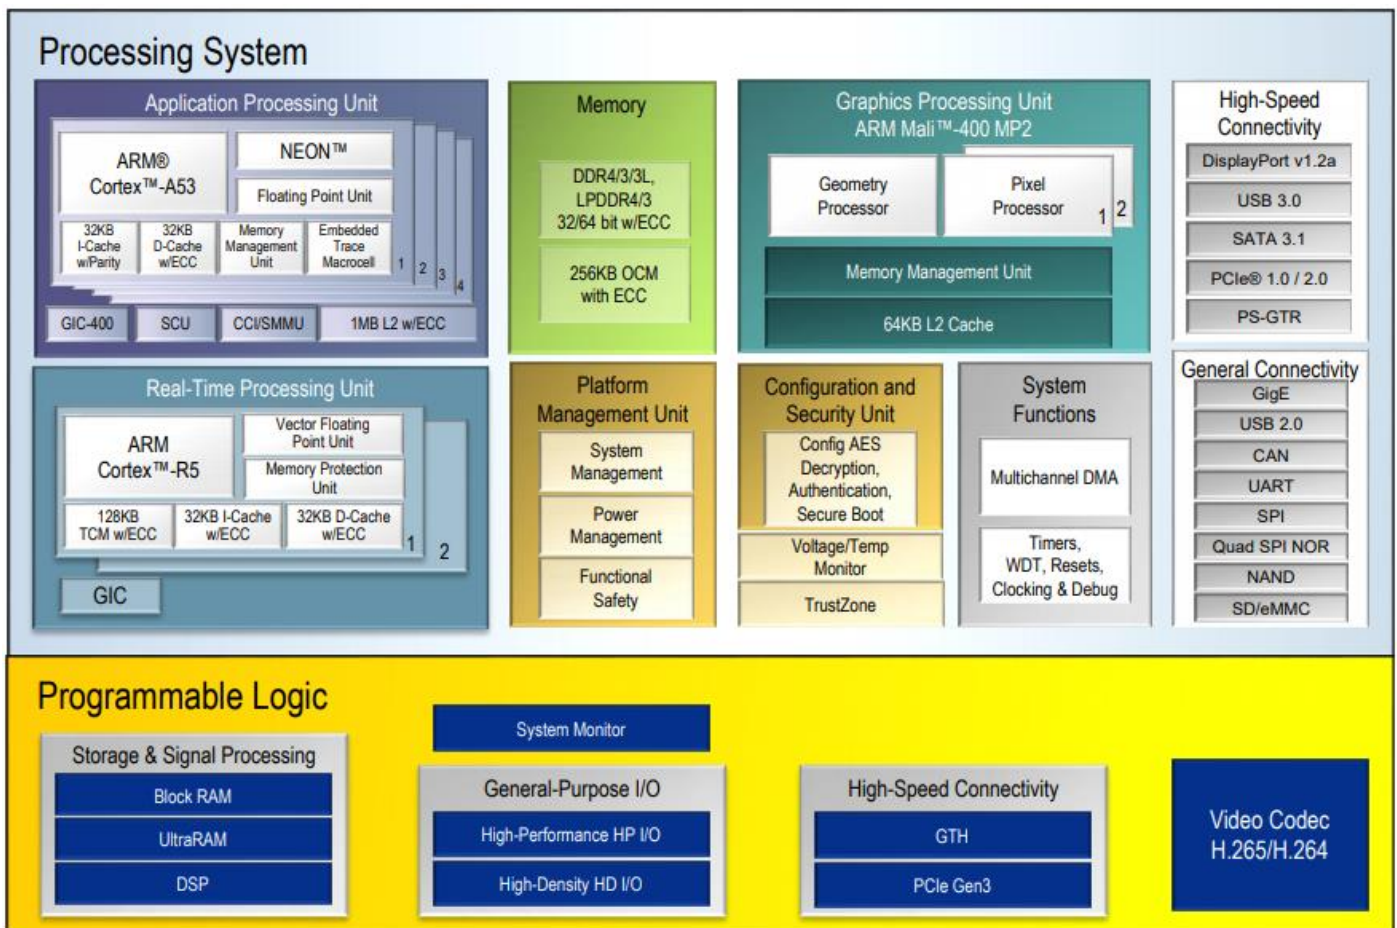 Processing System
Application Processing Unit
ARM®
Cortex™-A53
NEON™
Floating Point Unit
32KB
I-Cache
w/Parity
32KB
D-Cache
w/ECC
Memory
Management
Unit
Embedded
Trace
Macrocell
1
2
3
4
GIC-400
SCU
CCI/SMMU
1MB L2 w/ECC
Memory
DDR4/3/3L,
LPDDR4/3
32/64 bit w/ECC
256KB OCM
with ECC
Graphics Processing Unit
ARM Mali™-400 MP2
Geometry
Processor
Pixel
Processor
1
2
Memory Management Unit
64KB L2 Cache
High-Speed
Connectivity
DisplayPort v1.2a
USB 3.0
SATA 3.1
PCIe® 1.0 / 2.0
PS-GTR
Real-Time Processing Unit
ARM
Cortex™-R5
Vector Floating
Point Unit
Memory Protection
Unit
128KB
TCM w/ECC
32KB I-Cache
w/ECC
32KB D-Cache
w/ECC
1
2
GIC
Platform
Management Unit
System
Management
Power
Management
Functional
Safety
Configuration and
Security Unit
Config AES
Decryption,
Authentication,
Secure Boot
Voltage/Temp
Monitor
TrustZone
System
Functions
Multichannel DMA
Timers,
WDT, Resets,
Clocking & Debug
General Connectivity
GigE
USB 2.0
CAN
UART
SPI
Quad SPI NOR
NAND
SD/eMMC
Programmable Logic
Storage & Signal Processing
Block RAM
UltraRAM
DSP
System Monitor
General-Purpose I/O
High-Performance HP I/O
High-Density HD I/O
High-Speed Connectivity
GTH
PCIe Gen3
Video Codec
H.265/H.264